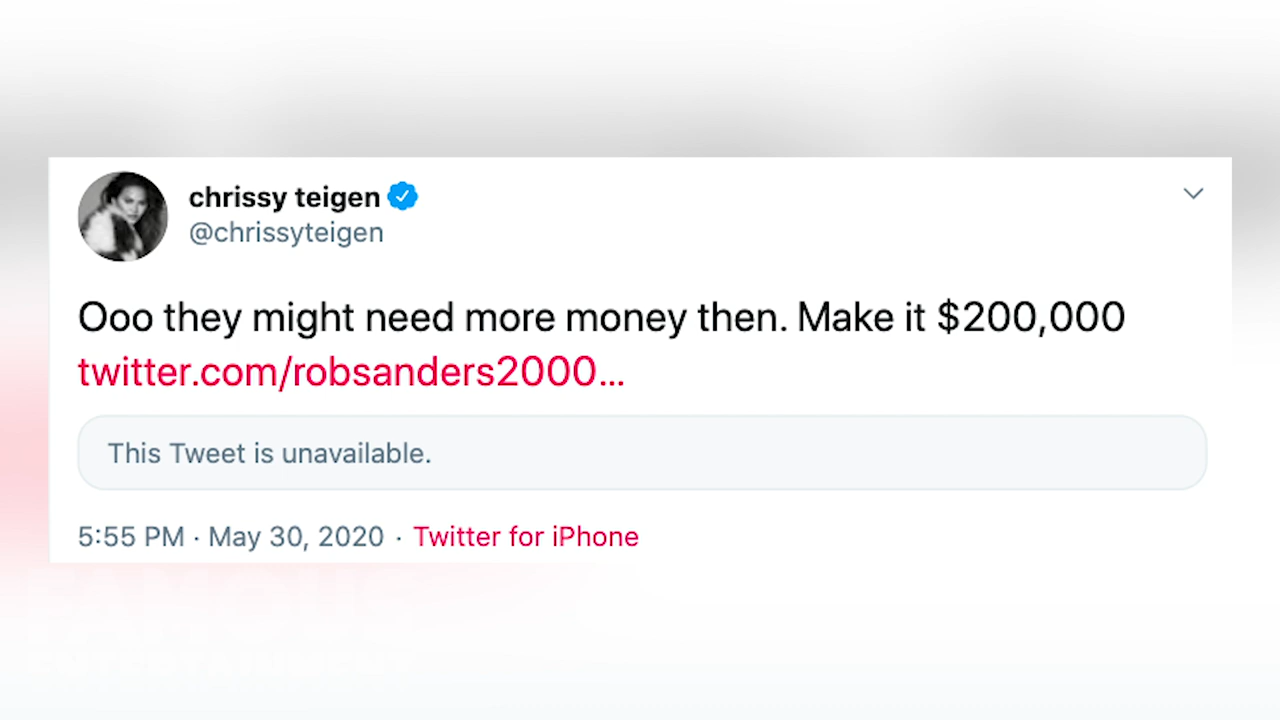 chrissy teigen
@chrissyteigen
Ooo they might need more money then. Make it $200,000
twitter.com/robsanders2000...
This Tweet is unavailable.
5:55 PM · May 30, 2020 · Twitter for iPhone